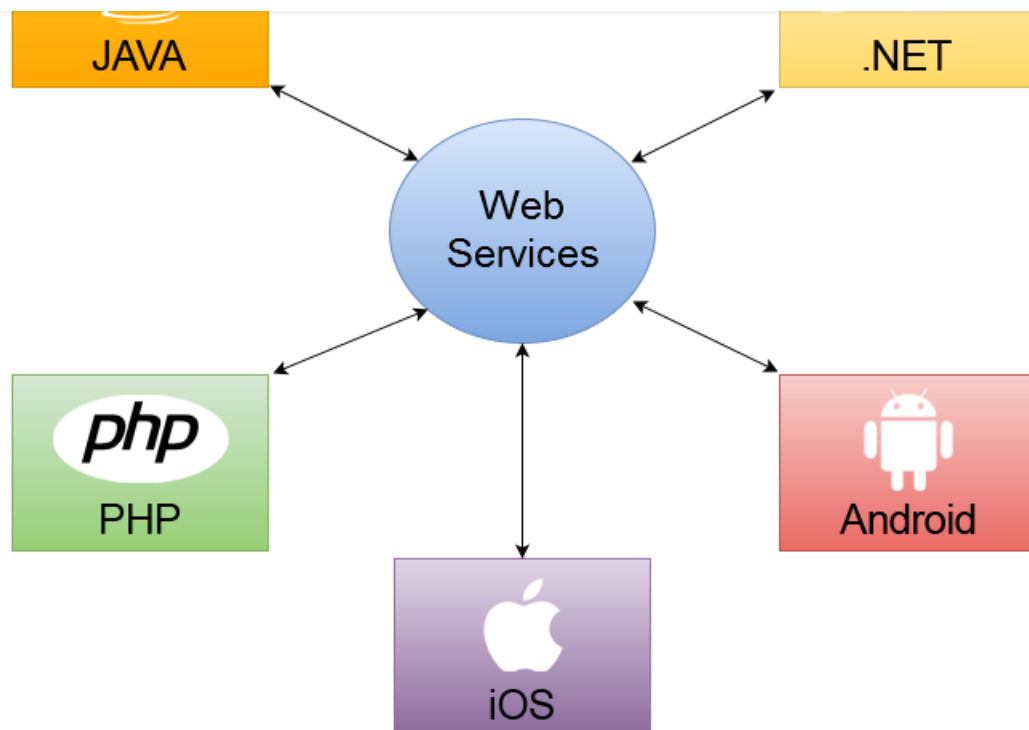 JAVA
.NET
Web
Services
php
PHP
Android
iOS